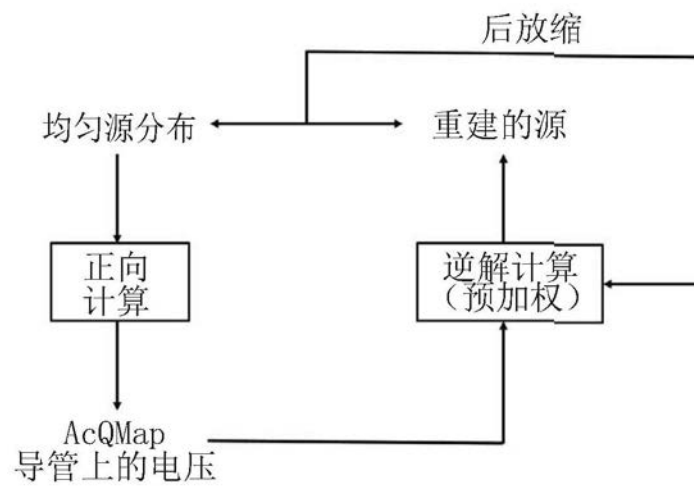 后放缩
均匀源分布
重建的源
正向
计算
逆解计算
（预加权）
AcQMap
导管上的电压